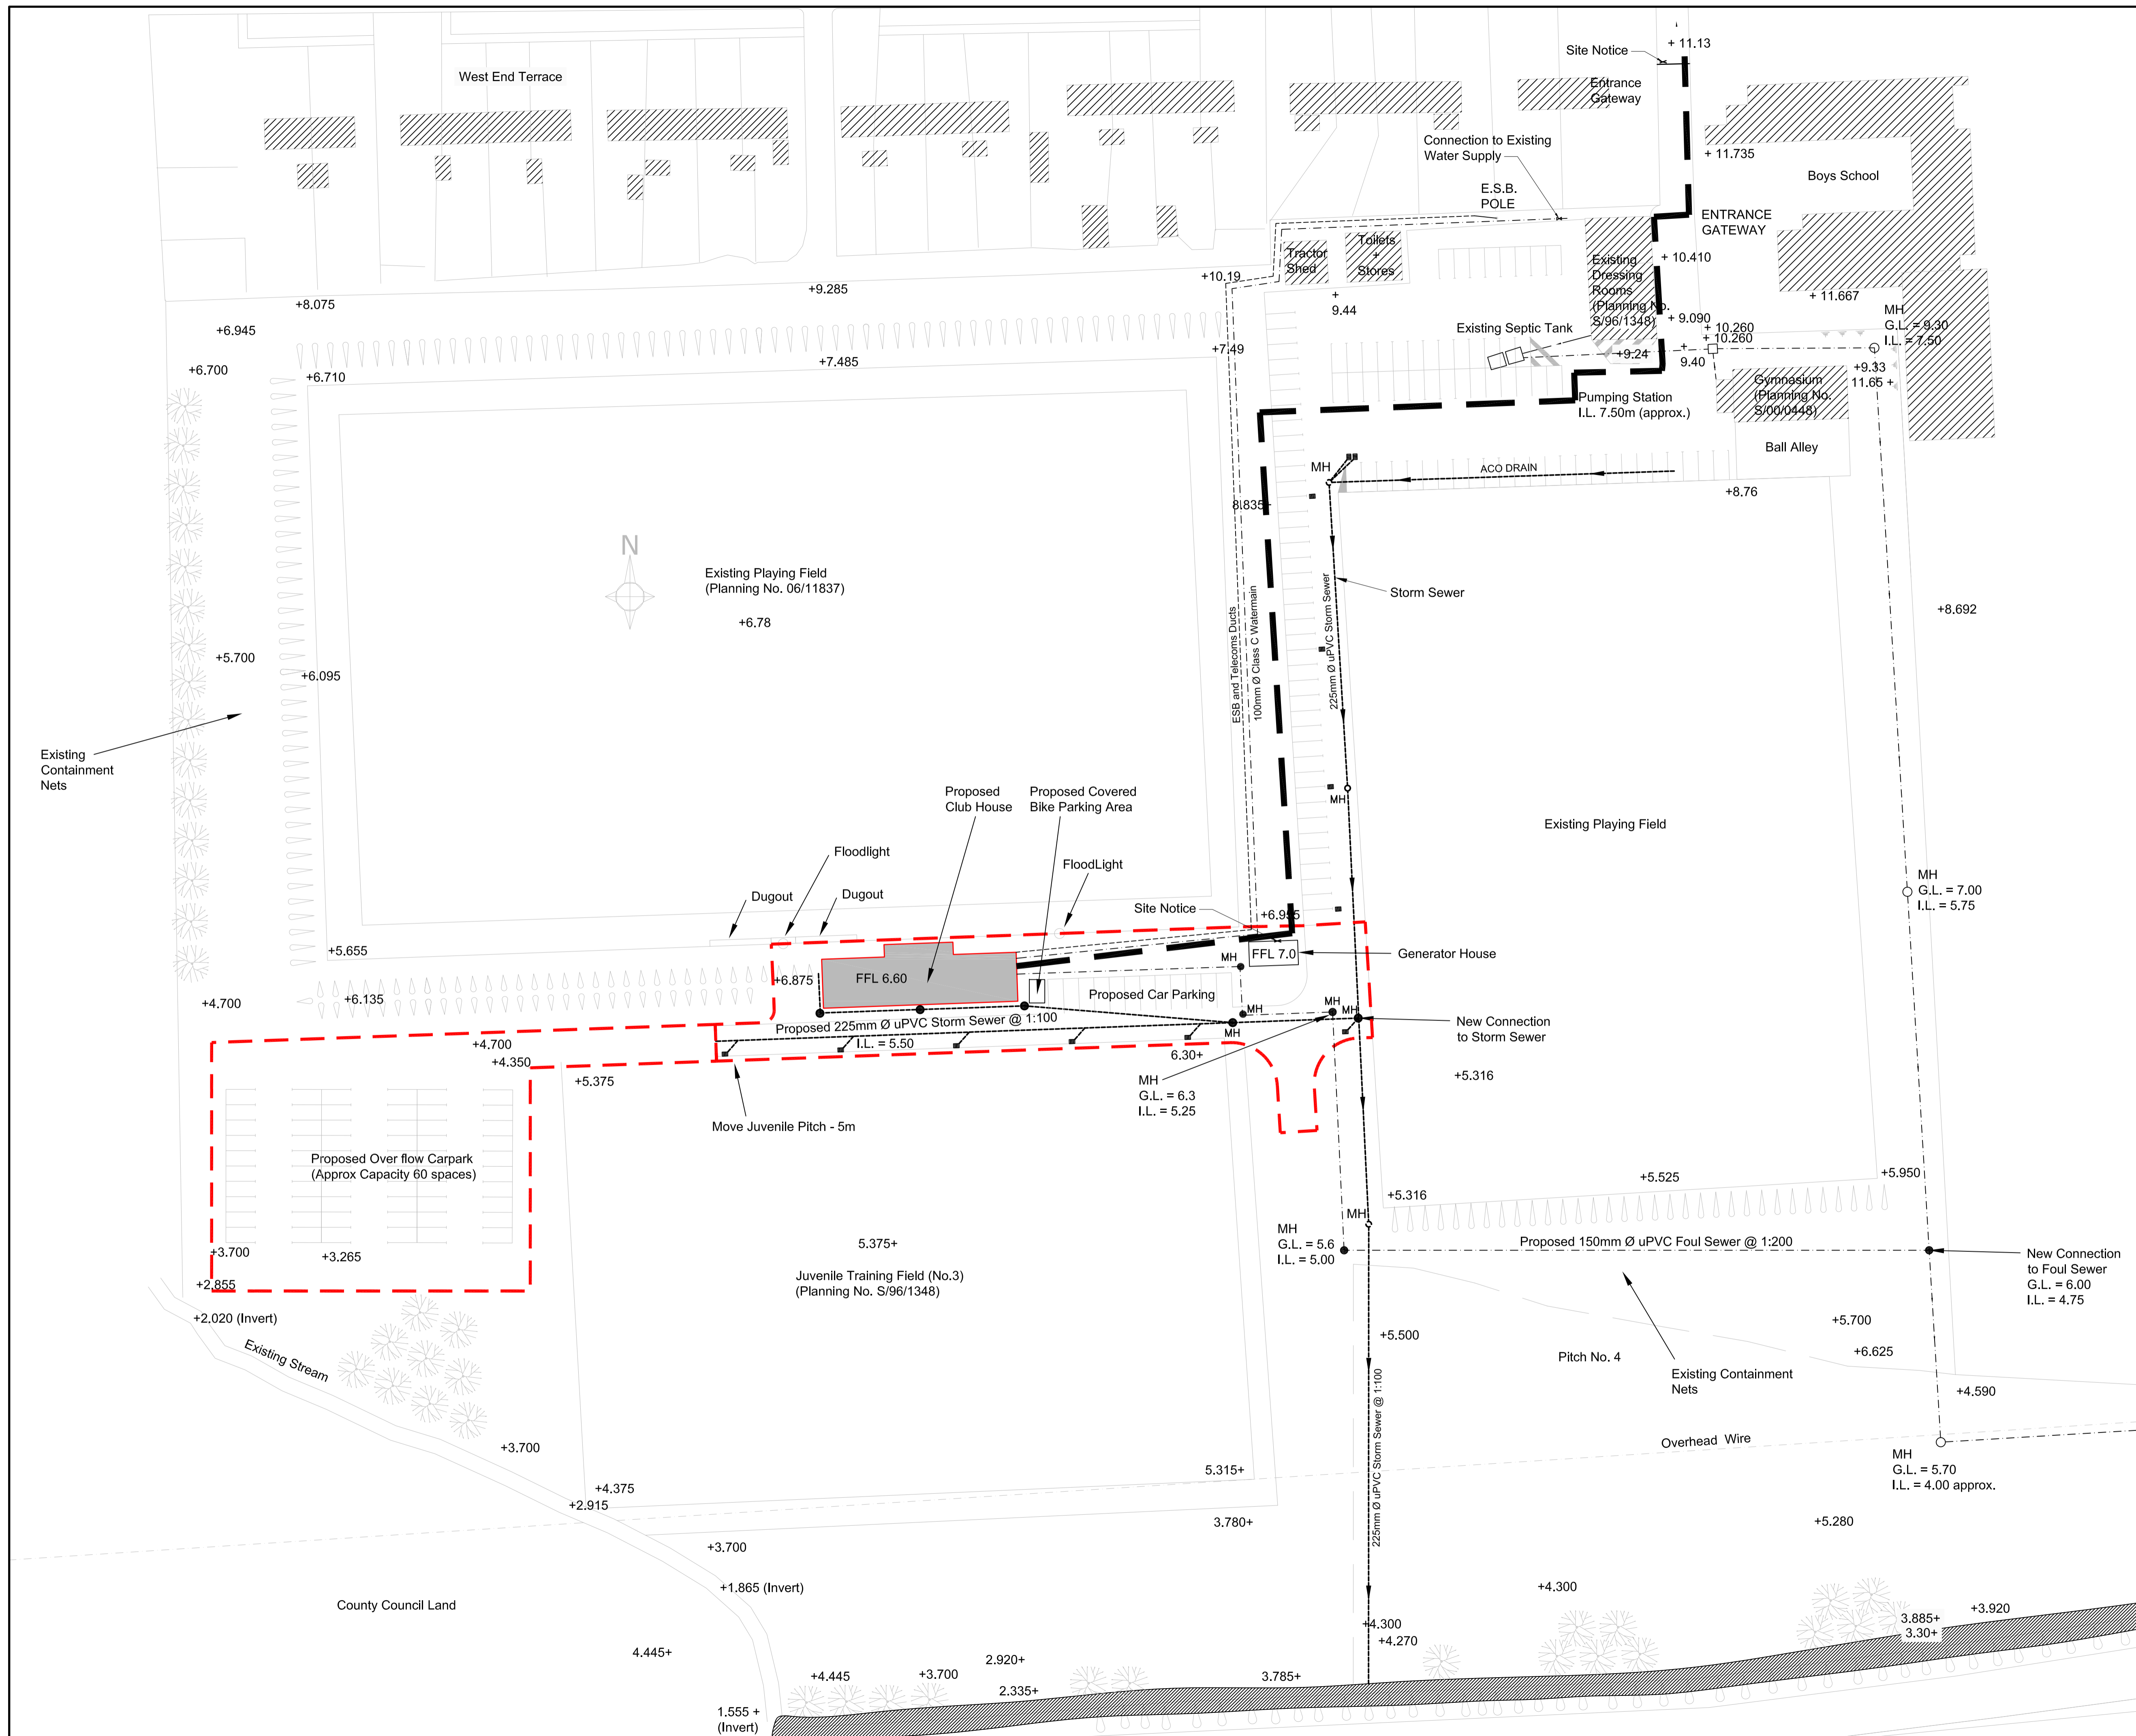 + 11.13
Site Notice
West End Terrace
Entrance
Gateway
Connection to Existing
Water Supply
+ 11.735
Boys School
E.S.B.
POLE
ENTRANCE
GATEWAY
Toilets
+
Stores
Tractor
Shed
Existing
Dressing
Rooms
(Planning No.
S/96/1348)
+ 10.410
+10.19
+9.285
+8.075
+ 11.667
+
9.44
MH
G.L. = 9.30
I.L. = 7.50
+ 9.090
+ 10.260
+ 10.260
+6.945
Existing Septic Tank
+7.49
+9.24
+
9.40
+7.485
+9.33
11.65 +
+6.700
+6.710
Gymnasium
(Planning No.
S/00/0448)
Pumping Station
I.L. 7.50m (approx.)
Ball Alley
MH
ACO DRAIN
+8.76
8.835+
N
Existing Playing Field
(Planning No. 06/11837)
+6.78
Storm Sewer
225mm Ø uPVC Storm Sewer
ESB and Telecoms Ducts
100mm Ø Class C Watermain
+8.692
+5.700
+6.095
Existing
Containment
Nets
Proposed
Club House
Proposed Covered
Bike Parking Area
MH
Existing Playing Field
Floodlight
FloodLight
Dugout
Dugout
MH
G.L. = 7.00
I.L. = 5.75
Site Notice
+6.955
+5.655
FFL 7.0
Generator House
MH
+6.875
FFL 6.60
Proposed Car Parking
+4.700
+6.135
MH
MH
MH
Proposed 225mm Ø uPVC Storm Sewer @ 1:100
I.L. = 5.50
MH
New Connection
to Storm Sewer
+4.700
+4.350
6.30+
+5.375
+5.316
MH
G.L. = 6.3
I.L. = 5.25
Move Juvenile Pitch - 5m
Proposed Over flow Carpark
(Approx Capacity 60 spaces)
+5.950
+5.525
+5.316
MH
MH
G.L. = 5.6
I.L. = 5.00
Proposed 150mm Ø uPVC Foul Sewer @ 1:200
New Connection
to Foul Sewer
G.L. = 6.00
I.L. = 4.75
5.375+
+3.700
+3.265
Juvenile Training Field (No.3)
(Planning No. S/96/1348)
+2.855
+2.020 (Invert)
Existing Stream
+5.500
+5.700
+6.625
Pitch No. 4
Existing Containment
Nets
+4.590
225mm Ø uPVC Storm Sewer @ 1:100
Overhead Wire
+3.700
MH
G.L. = 5.70
I.L. = 4.00 approx.
5.315+
+4.375
+2.915
3.780+
+5.280
+3.700
+1.865 (Invert)
+4.300
County Council Land
+3.920
3.885+
3.30+
+4.300
+4.270
4.445+
2.920+
+4.445
+3.700
3.785+
2.335+
1.555 +
(Invert)